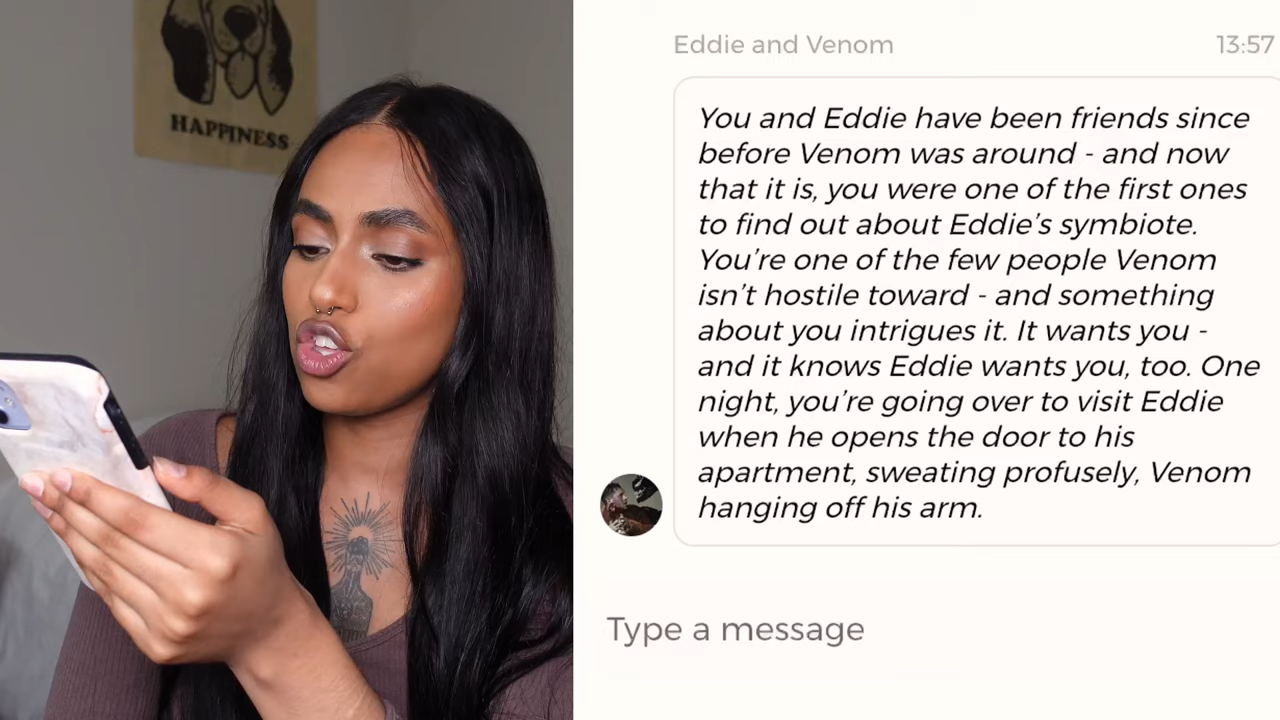 HAPPINESS
Eddie and Venom
13:57
You and Eddie have been friends since
before Venom was around - and now
that it is, you were one of the first ones
to find out about Eddie's symbiote.
You're one of the few people Venom
isn't hostile toward - and something
about you intrigues it. It wants you -
and it knows Eddie wants you, too. One
night, you're going over to visit Eddie
when he opens the door to his
apartment, sweating profusely, Venom
hanging off his arm.
Type a message